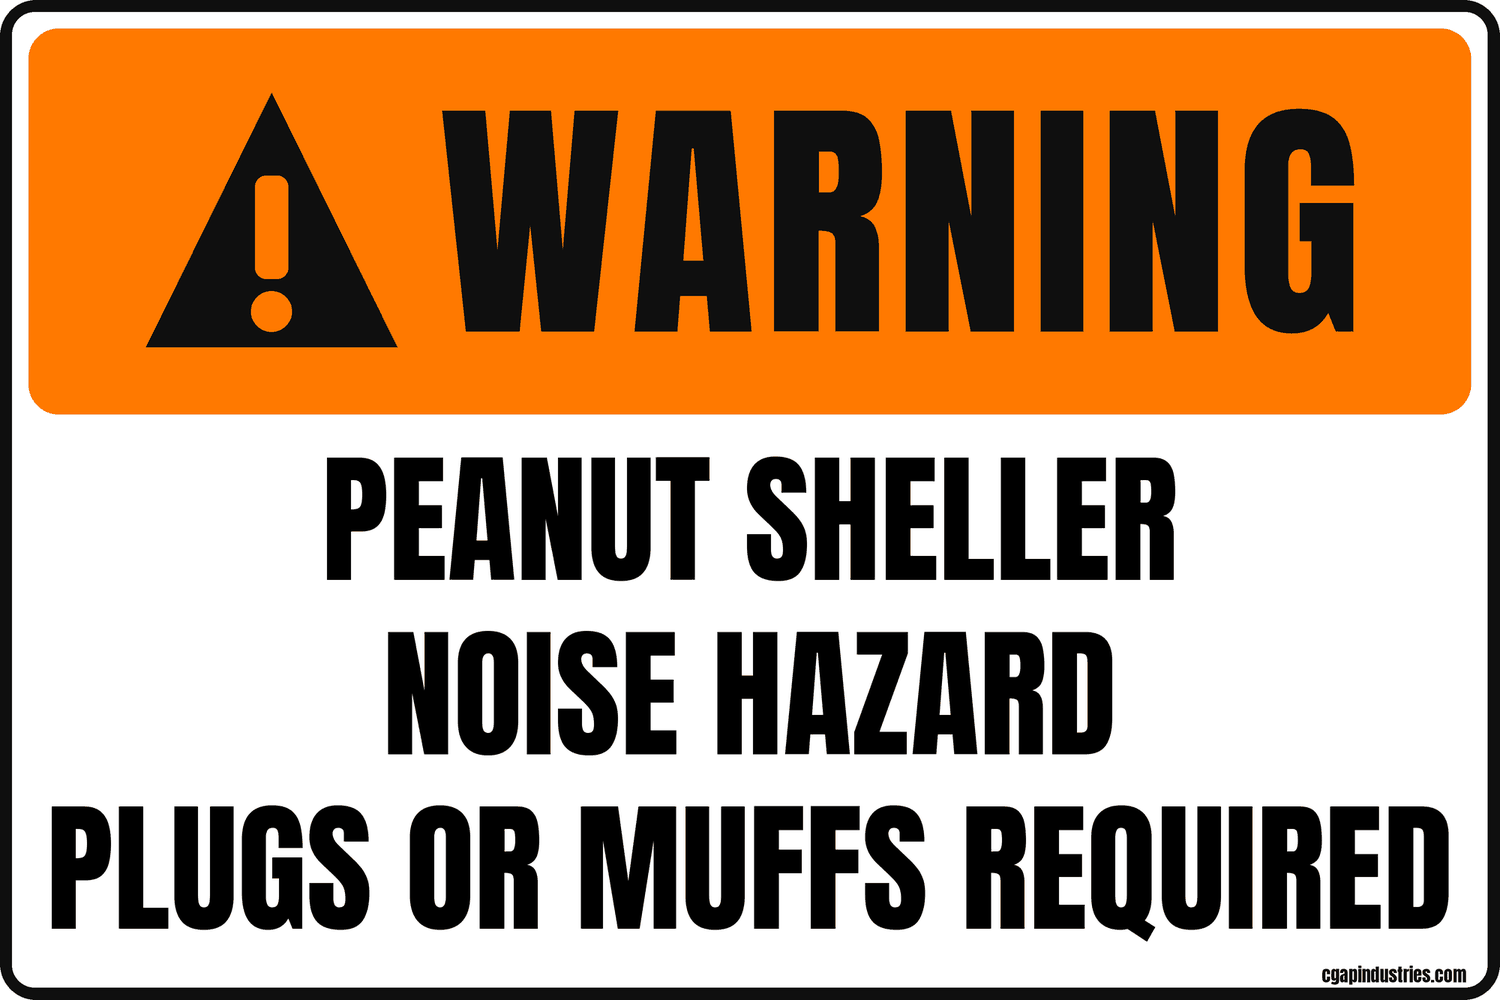 WARNING
PEANUT SHELLER
NOISE HAZARD
PLUGS OR MUFFS REQUIRED
cgapindustries.com